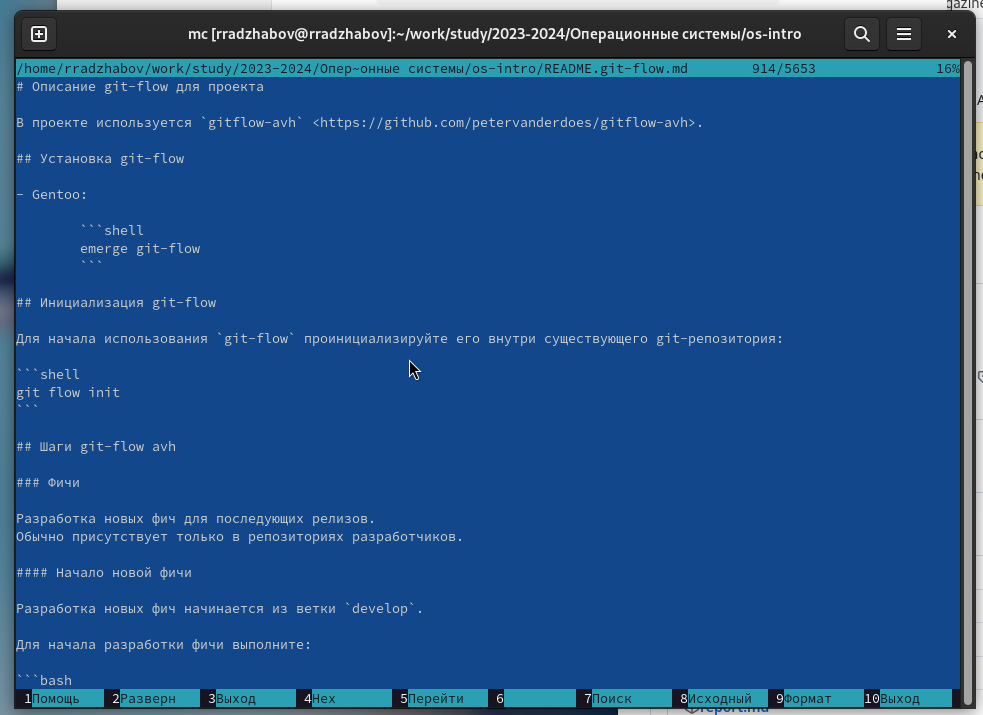 mc [rradzhabov@rradzhabov]:~/work/study/2023-2024/Операционные системы/os-intro
/home/rradzhabov/work/study/2023-2024/Опер~онные системы/os-intro/README.git-flow.md 914/5653 16%
# Описание git-flow для проекта
В проекте используется `gitflow-avh` <https://github.com/petervanderdoes/gitflow-avh>.
## Установка git-flow
- Gentoo:
```shell
emerge git-flow
```
## Инициализация git-flow
Для начала использования `git-flow` проинициализируйте его внутри существующего git-репозитория:
```shell
git flow init
```
## Шаги git-flow avh
### Фичи
Разработка новых фич для последующих релизов.
Обычно присутствует только в репозиториях разработчиков.
#### Начало новой фичи
Разработка новых фич начинается из ветки `develop`.
Для начала разработки фичи выполните:
```bash
1Помощь 2Разверн 3Выход 4Hex 5Перейти 6 7Поиск 8Исходный 9Формат 10Выход
report.md